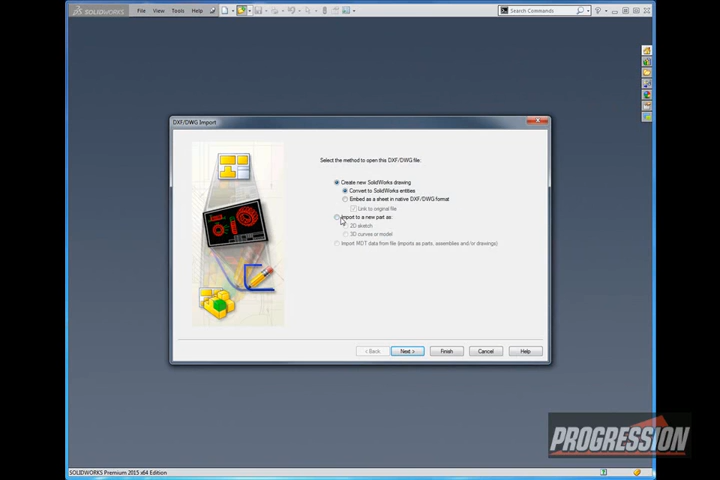 SOLIDWORKS File Edit View Tools Help Search Commands
DXF/DWG Import
Select the method to open this DXF/DWG file:
Create new SolidWorks drawing
Convert to SolidWorks entities
Embed as a sheet in native DXF/DWG format
Link to original file
Import to a new part as:
2D sketch
3D curves or model
Import MDT data from file (imports as parts, assemblies and/or drawings)
< Back Next > Finish Cancel Help
PROGRESSION
SOLIDWORKS Premium 2015 x64 Edition